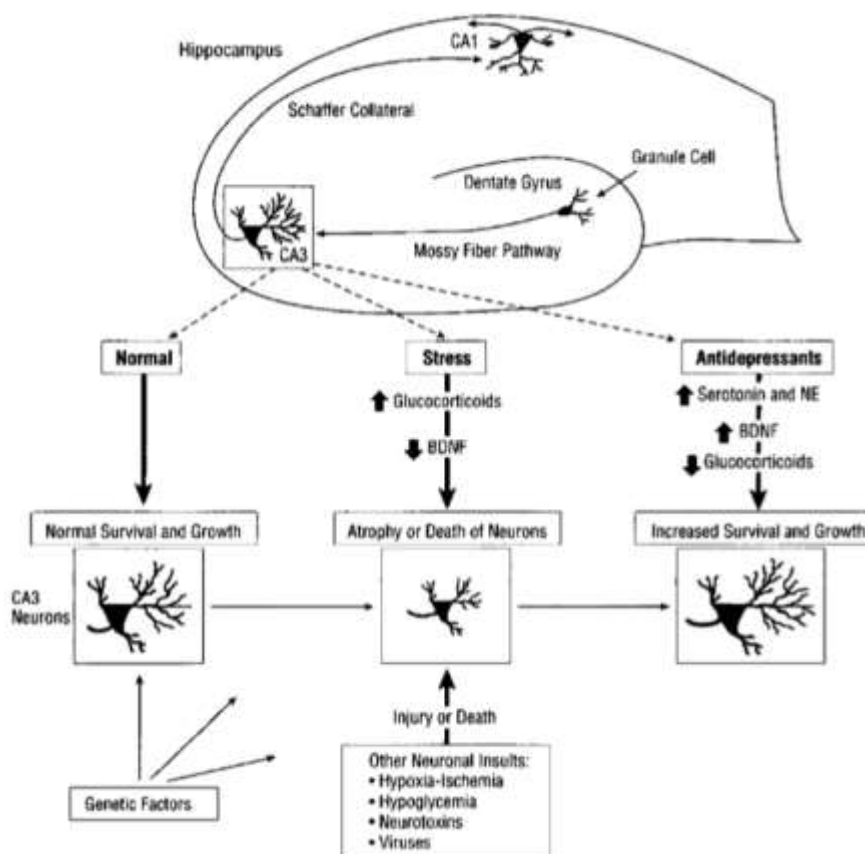 Hippocampus
CA1
Schaffer Collateral
Granule Cell
Dentate Gyrus
CA3
Mossy Fiber Pathway
Normal
Stress
Antidepressants
Glucocorticoids
BDNF
Serotonin and NE
BDNF
Glucocorticoids
Normal Survival and Growth
Atrophy or Death of Neurons
Increased Survival and Growth
CA3
Neurons
Injury or Death
Genetic Factors
Other Neuronal Insults:
• Hypoxia-Ischemia
• Hypoglycemia
• Neurotoxins
• Viruses